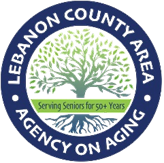 LEBANON COUNTY AREA
Serving Seniors for 50+ Years
• AGENCY ON AGING •